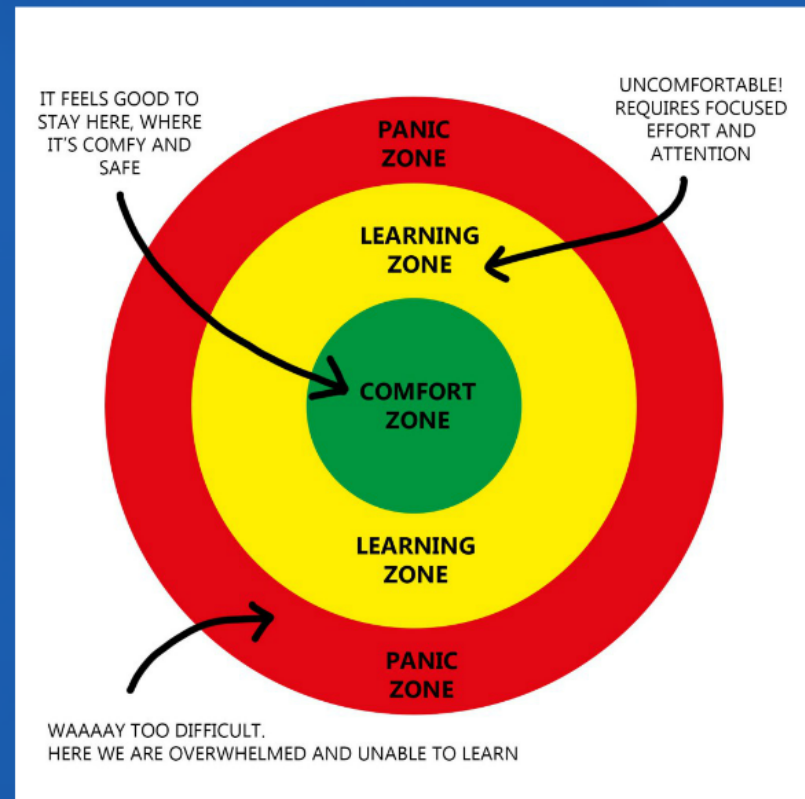 IT FEELS GOOD TO
STAY HERE, WHERE
IT'S COMFY AND
SAFE
UNCOMFORTABLE!
REQUIRES FOCUSED
EFFORT AND
ATTENTION
PANIC
ZONE
LEARNING
ZONE
COMFORT
ZONE
LEARNING
ZONE
PANIC
ZONE
WAAAAY TOO DIFFICULT.
HERE WE ARE OVERWHELMED AND UNABLE TO LEARN